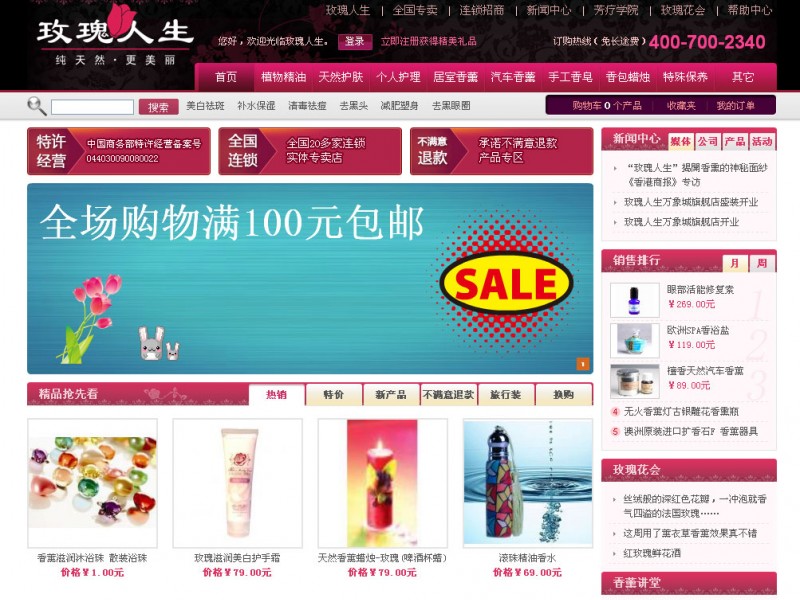 玫瑰人生
纯天然·更美丽
玫瑰人生 | 全国专卖 | 连锁招商 | 新闻中心 | 芳疗学院 | 玫瑰花会 | 帮助中心
您好，欢迎光临玫瑰人生。 登录 立即注册获得精美礼品
订购热线（免长途费）400-700-2340
首页 植物精油 天然护肤 个人护理 居室香薰 汽车香薰 手工香皂 香包蜡烛 特殊保养 其它
搜索 美白祛斑 补水保湿 清毒祛痘 去黑头 减肥塑身 去黑眼圈
购物车 0 个产品 收藏夹 我的订单
特许
经营
中国商务部特许经营备案号
044030090080022
全国
连锁
全国20多家连锁
实体专卖店
不满意
退款
承诺不满意退款
产品专区
全场购物满100元包邮
SALE
1
新闻中心 媒体 公司 产品 活动
“玫瑰人生”揭開香薰的神秘面纱
《香港商报》专访
玫瑰人生万象城旗舰店盛装开业
玫瑰人生万象城旗舰店开业
销售排行 月 周
眼部活能修复素
¥269.00元
1
欧洲SPA香浴盐
¥119.00元
2
檀香天然汽车香薰
¥89.00元
3
4 无火香薰灯古银雕花香薰瓶
5 澳洲原装进口扩香石F 香薰器具
精品抢先看 热销 特价 新产品 不满意退款 旅行装 换购
香薰滋润沐浴珠 散装浴珠
价格¥1.00元
玫瑰滋润美白护手霜
价格¥79.00元
天然香薰蜡烛-玫瑰(啤酒杯蜡)
价格¥79.00元
滚珠精油香水
价格¥69.00元
玫瑰花会
丝绒般的深红色花瓣，一冲泡就香
气四溢的法国玫瑰……
这周用了薰衣草香薰效果真不错
红玫瑰鲜花酒
香薰讲堂